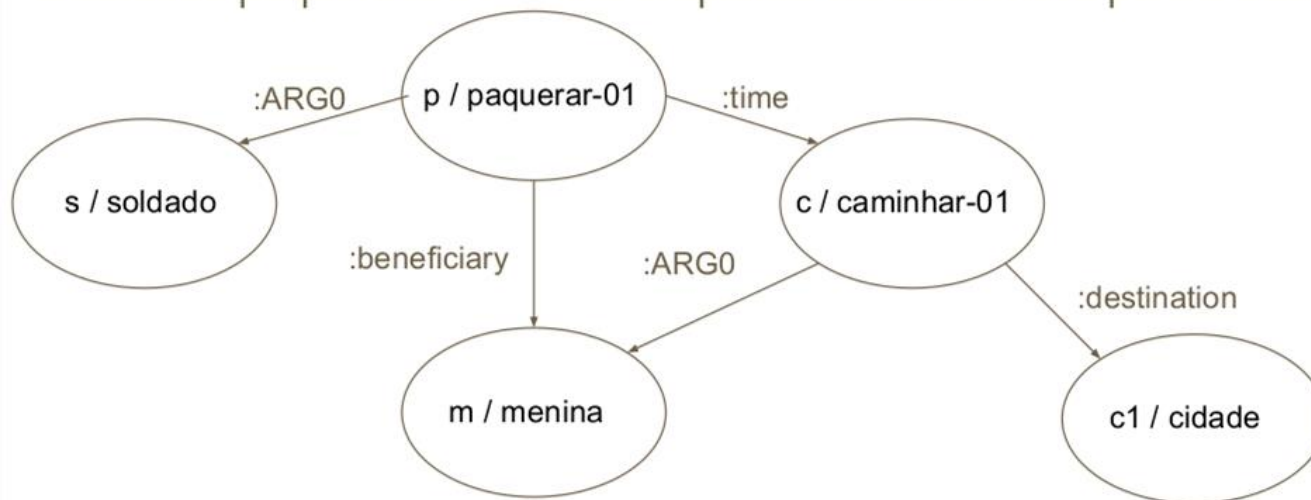 p / paquerar-01
:ARG0
:time
s / soldado
c / caminhar-01
:beneficiary
:ARG0
:destination
m / menina
c1 / cidade